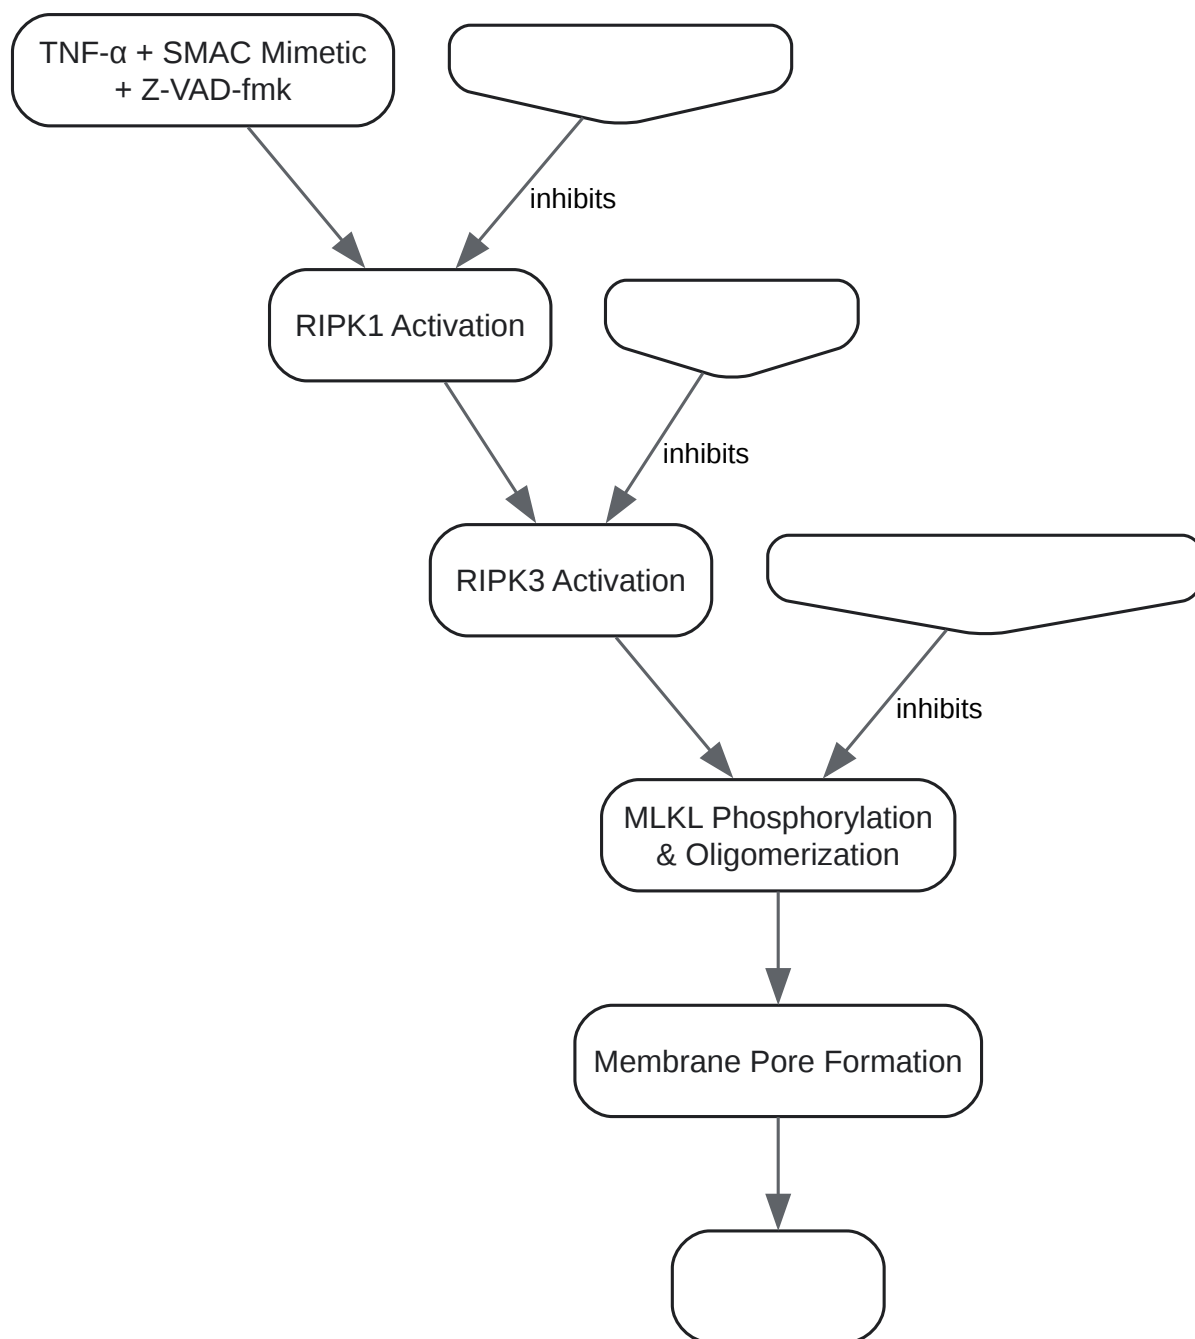 TNF-α + SMAC Mimetic
+ Z-VAD-fmk
inhibits
RIPK1 Activation
inhibits
RIPK3 Activation
inhibits
MLKL Phosphorylation
& Oligomerization
Membrane Pore Formation